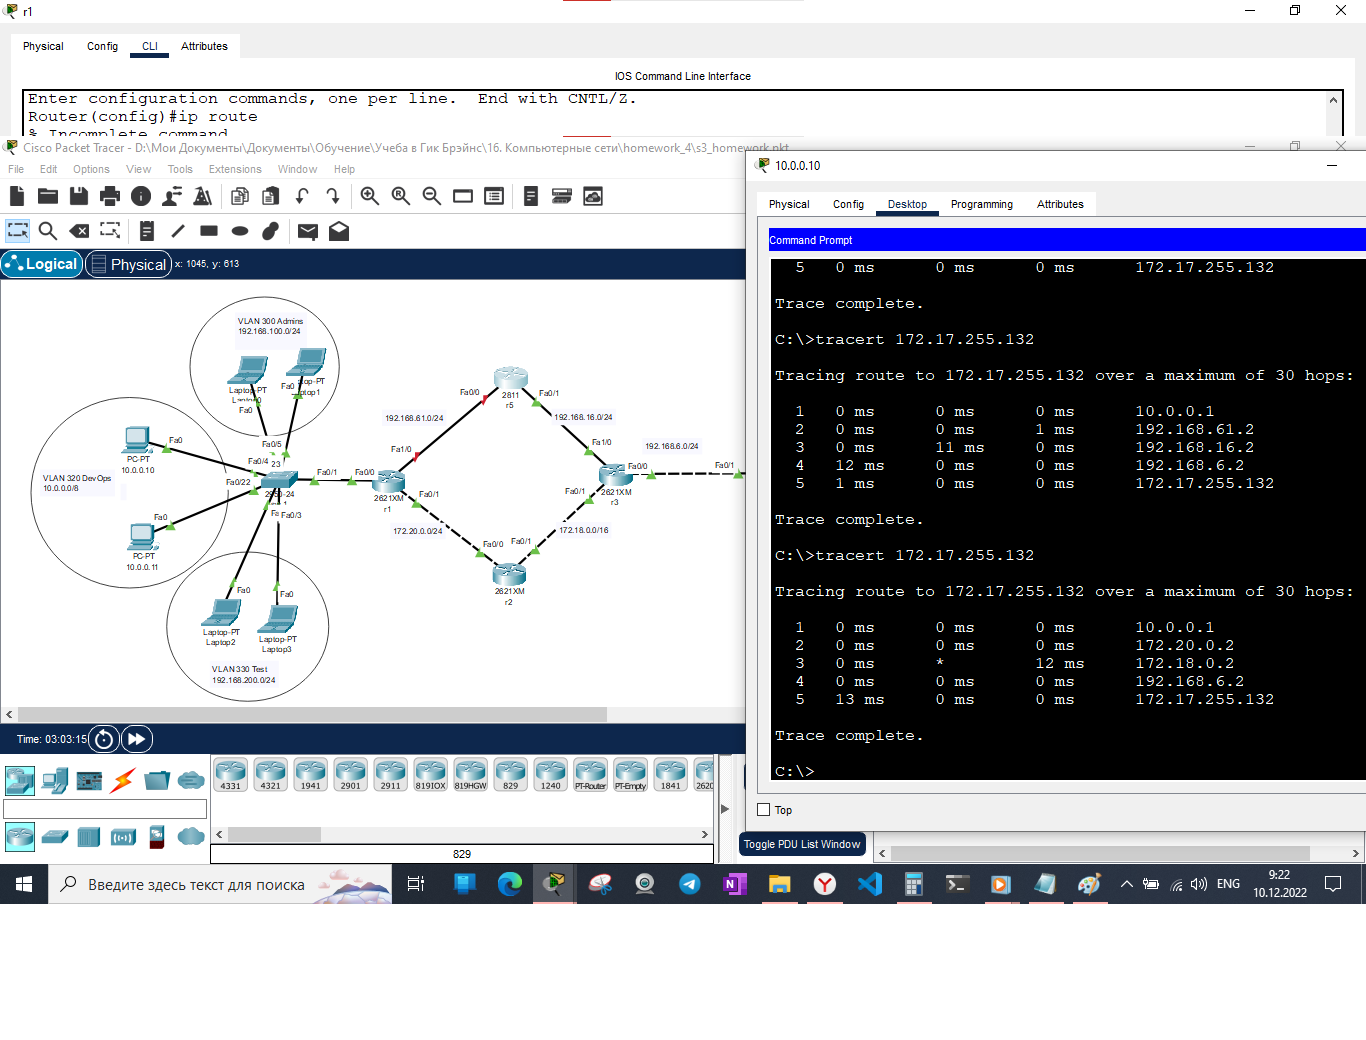 r1
Physical Config CLI Attributes
IOS Command Line Interface
Enter configuration commands, one per line. End with CNTL/Z.
Router(config)#ip route
% Incomplete command
Cisco Packet Tracer - D:\Мои Документы\Документы\Обучение\Учеба в Гик Брэйнс\16. Компьютерные сети\homework_4\s3_homework.pkt
File Edit Options View Tools Extensions Window Help
Logical Physical x: 1045, y: 613
VLAN 300 Admins
192.168.100.0/24
Laptop-PT
Fa0
Fa0
VLAN 320 DevOps
10.0.0.0/8
PC-PT
10.0.0.10
Fa0
PC-PT
10.0.0.11
Fa0
Fa0/5
Fa0/4
23
Fa0/22
Fa0/3
Fa0/1
2950-24
Fa0/0
Fa1/0
2621XM
r1
Fa0/1
192.168.61.0/24
Fa0/0
2811
r5
Fa0/1
192.168.16.0/24
Fa1/0
192.168.6.0/24
Fa0/0
Fa0/1
2621XM
r3
Fa0/1
172.20.0.0/24
172.18.0.0/16
Fa0/0
Fa0/1
2621XM
r2
Fa0
Laptop-PT
Laptop2
Fa0
Laptop-PT
Laptop3
VLAN 330 Test
192.168.200.0/24
Time: 03:03:15
4331 4321 1941 2901 2911 819IOX 819HGW 829 1240 PT-Router PT-Empty 1841 2620
829
10.0.0.10
Physical Config Desktop Programming Attributes
Command Prompt
5 0 ms 0 ms 0 ms 172.17.255.132
Trace complete.
C:\>tracert 172.17.255.132
Tracing route to 172.17.255.132 over a maximum of 30 hops:
1 0 ms 0 ms 0 ms 10.0.0.1
2 0 ms 0 ms 1 ms 192.168.61.2
3 0 ms 11 ms 0 ms 192.168.16.2
4 12 ms 0 ms 0 ms 192.168.6.2
5 1 ms 0 ms 0 ms 172.17.255.132
Trace complete.
C:\>tracert 172.17.255.132
Tracing route to 172.17.255.132 over a maximum of 30 hops:
1 0 ms 0 ms 0 ms 10.0.0.1
2 0 ms 0 ms 0 ms 172.20.0.2
3 0 ms * 12 ms 172.18.0.2
4 0 ms 0 ms 0 ms 192.168.6.2
5 13 ms 0 ms 0 ms 172.17.255.132
Trace complete.
C:\>
Top
Toggle PDU List Window
Введите здесь текст для поиска
ENG
9:22
10.12.2022